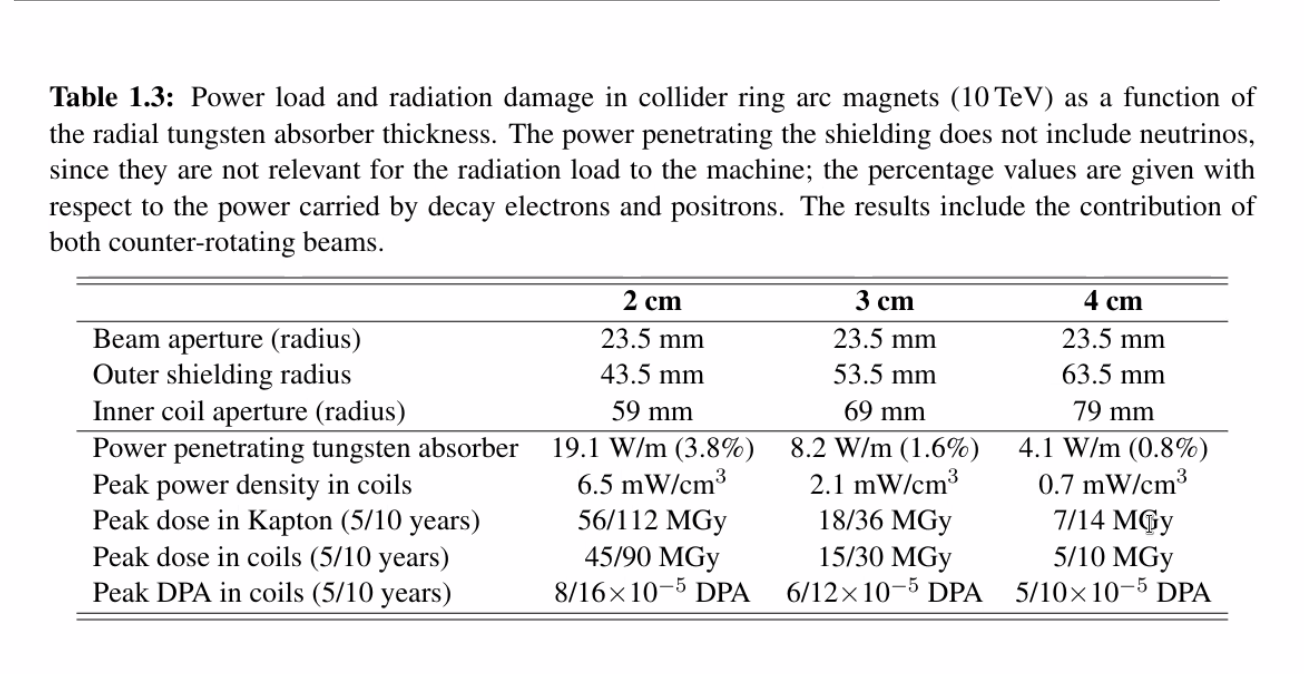 Table 1.3: Power load and radiation damage in collider ring arc magnets (10 TeV) as a function of
the radial tungsten absorber thickness. The power penetrating the shielding does not include neutrinos,
since they are not relevant for the radiation load to the machine; the percentage values are given with
respect to the power carried by decay electrons and positrons. The results include the contribution of
both counter-rotating beams.
2 cm 3 cm 4 cm
Beam aperture (radius) 23.5 mm 23.5 mm 23.5 mm
Outer shielding radius 43.5 mm 53.5 mm 63.5 mm
Inner coil aperture (radius) 59 mm 69 mm 79 mm
Power penetrating tungsten absorber 19.1 W/m (3.8%) 8.2 W/m (1.6%) 4.1 W/m (0.8%)
Peak power density in coils 6.5 mW/cm³ 2.1 mW/cm³ 0.7 mW/cm³
Peak dose in Kapton (5/10 years) 56/112 MGy 18/36 MGy 7/14 MGy
Peak dose in coils (5/10 years) 45/90 MGy 15/30 MGy 5/10 MGy
Peak DPA in coils (5/10 years) 8/16×10⁻⁵ DPA 6/12×10⁻⁵ DPA 5/10×10⁻⁵ DPA